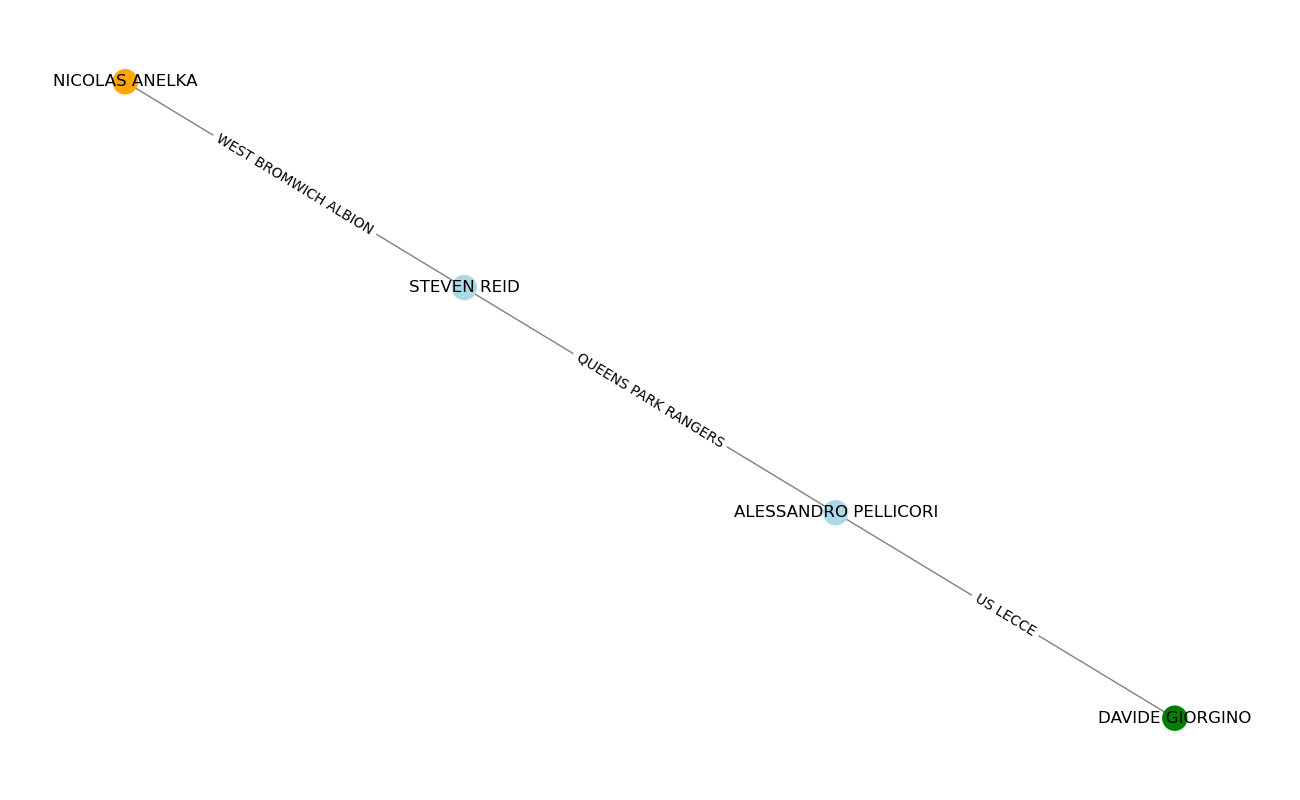 NICOLAS ANELKA
WEST BROMWICH ALBION
STEVEN REID
QUEENS PARK RANGERS
ALESSANDRO PELLICORI
US LECCE
DAVIDE GIORGINO